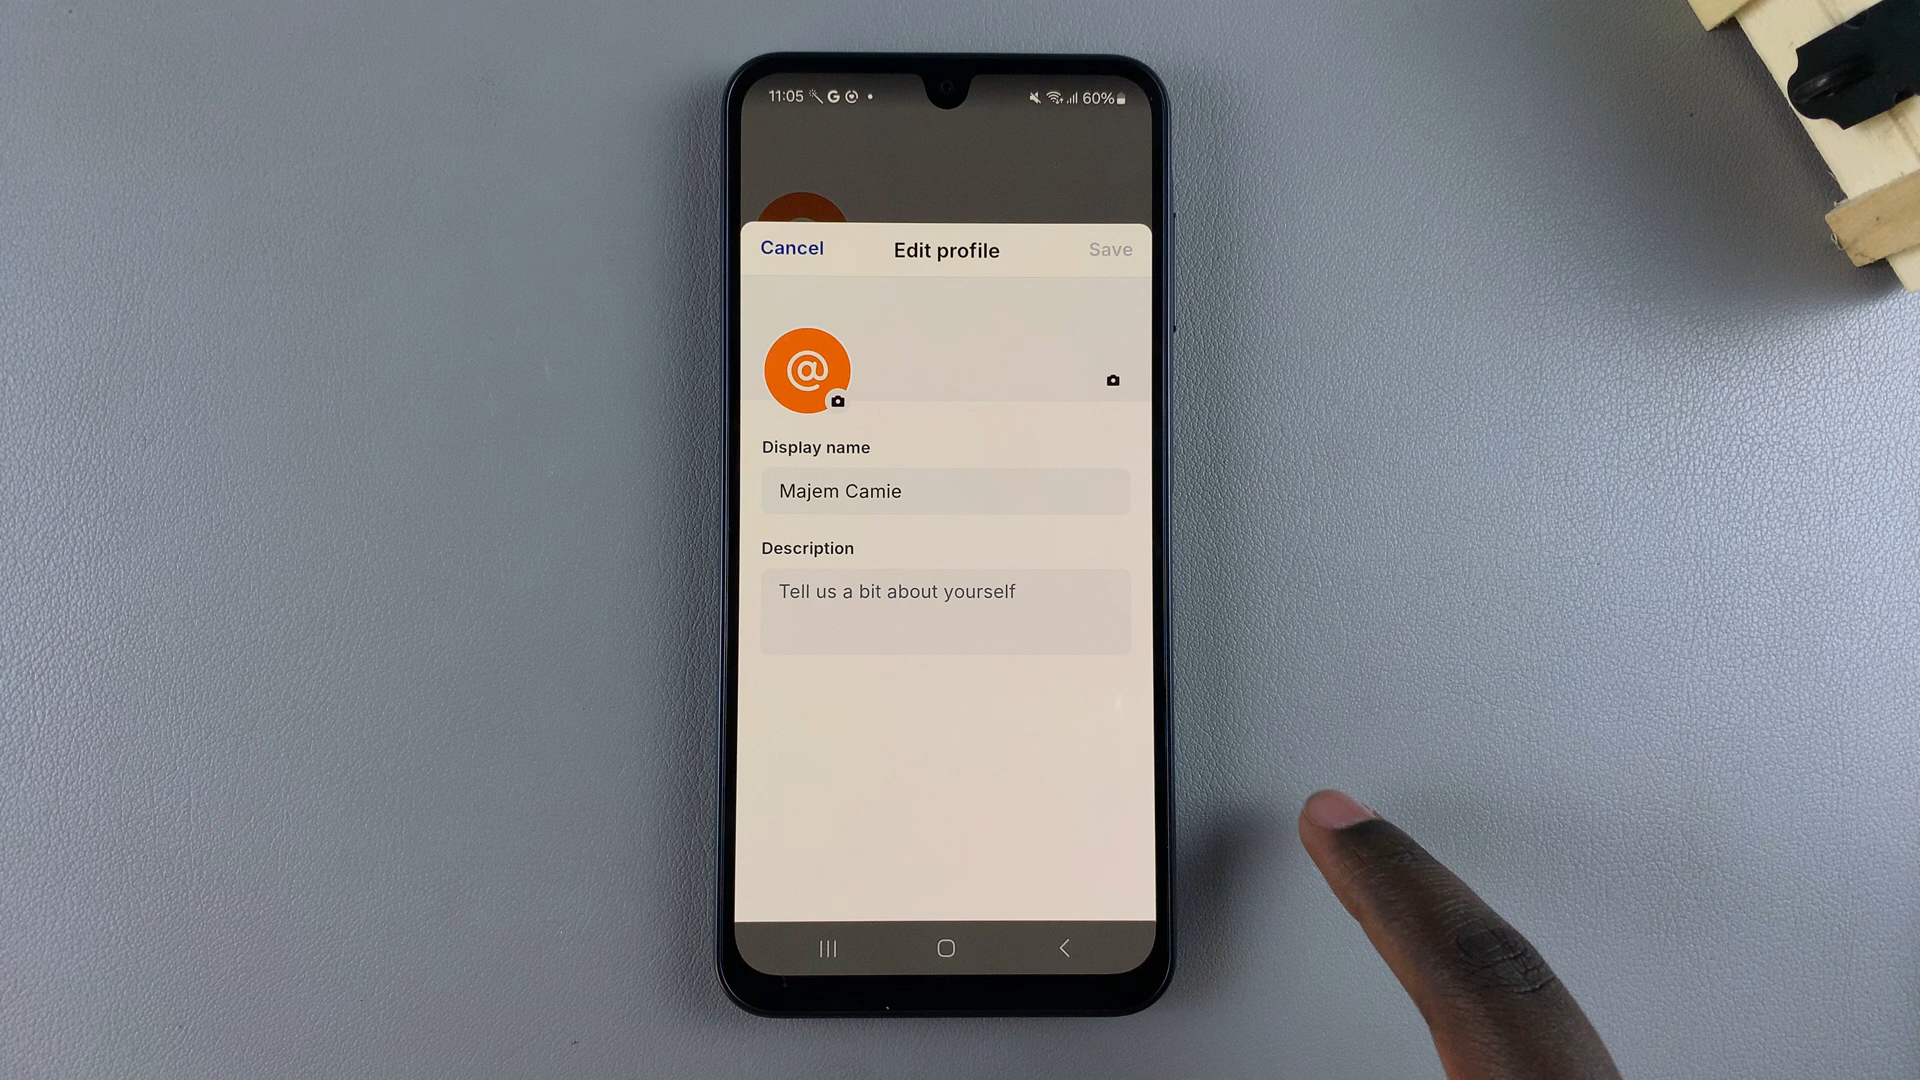 11:05 G 60%
Cancel Edit profile Save
@
Display name
Majem Camie
Description
Tell us a bit about yourself